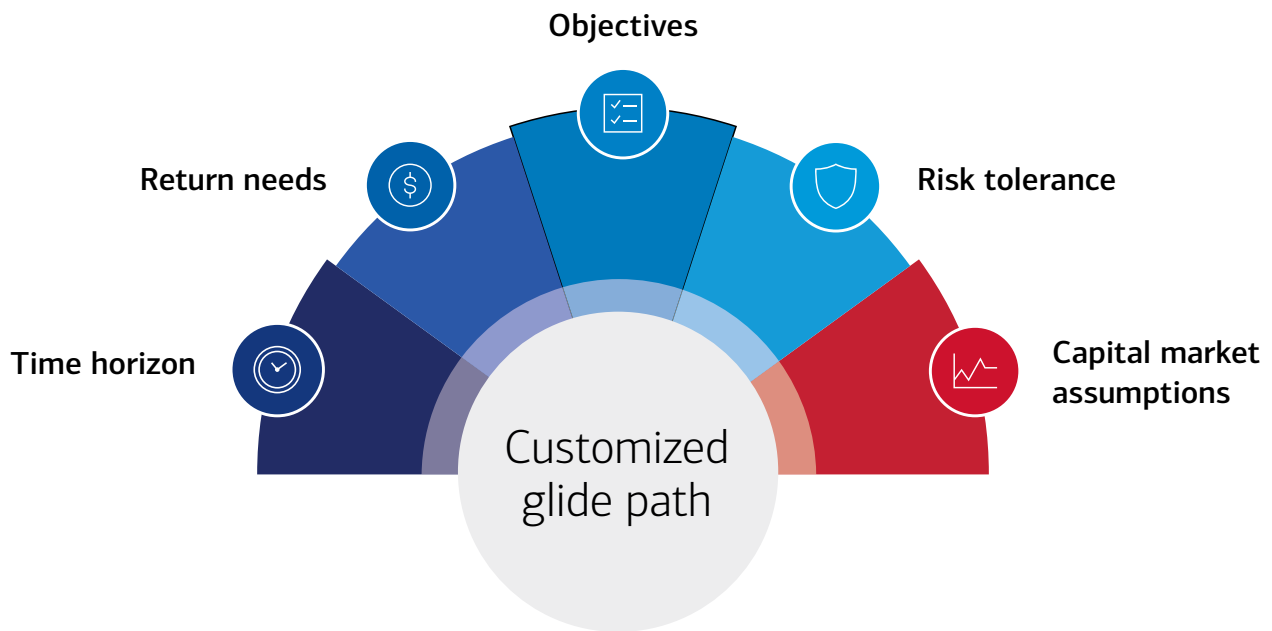 Objectives
Return needs
Risk tolerance
Time horizon
Capital market
assumptions
Customized
glide path